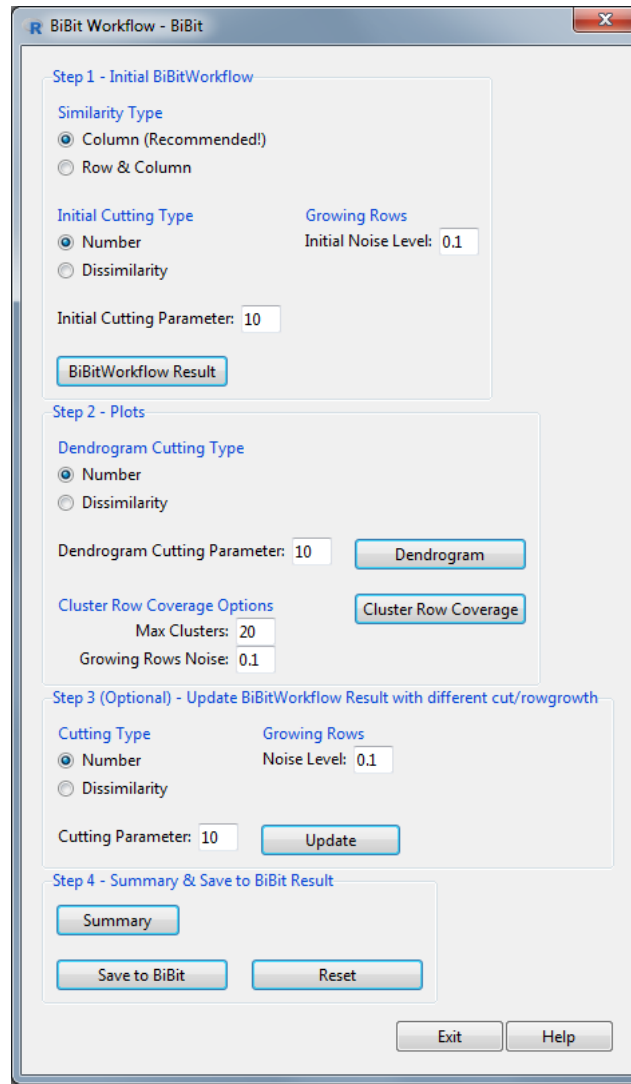 BiBit Workflow - BiBit
Step 1 - Initial BiBitWorkflow
Similarity Type
Column (Recommended!)
Row & Column
Initial Cutting Type
Growing Rows
Number
Initial Noise Level: 0.1
Dissimilarity
Initial Cutting Parameter: 10
BiBitWorkflow Result
Step 2 - Plots
Dendrogram Cutting Type
Number
Dissimilarity
Dendrogram Cutting Parameter: 10
Dendrogram
Cluster Row Coverage Options
Cluster Row Coverage
Max Clusters: 20
Growing Rows Noise: 0.1
Step 3 (Optional) - Update BiBitWorkflow Result with different cut/rowgrowth
Cutting Type
Growing Rows
Number
Noise Level: 0.1
Dissimilarity
Cutting Parameter: 10
Update
Step 4 - Summary & Save to BiBit Result
Summary
Save to BiBit
Reset
Exit
Help